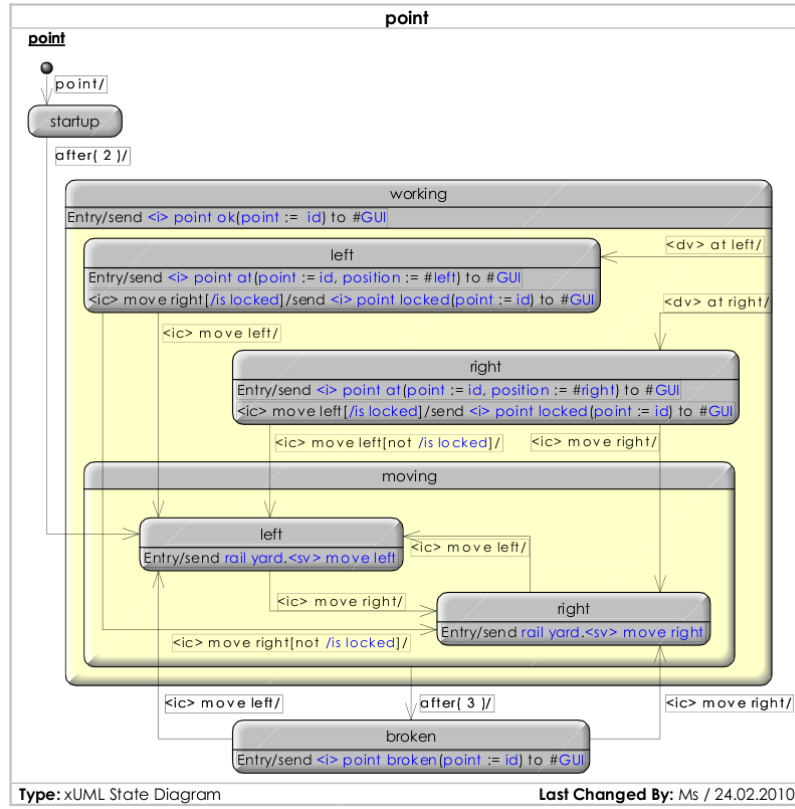 point
point
point/
startup
after( 2 )/
working
Entry/send <i> point ok(point := id) to #GUI
<dv> at left/
left
Entry/send <i> point at(point := id, position := #left) to #GUI
<ic> move right[/is locked]/send <i> point locked(point := id) to #GUI
<dv> at right/
<ic> move left/
right
Entry/send <i> point at(point := id, position := #right) to #GUI
<ic> move left[/is locked]/send <i> point locked(point := id) to #GUI
<ic> move left[not /is locked]/
<ic> move right/
moving
left
Entry/send rail yard.<sv> move left
<ic> move left/
<ic> move right/
right
Entry/send rail yard.<sv> move right
<ic> move right[not /is locked]/
<ic> move left/
after( 3 )/
<ic> move right/
broken
Entry/send <i> point broken(point := id) to #GUI
Type: xUML State Diagram
Last Changed By: Ms / 24.02.2010